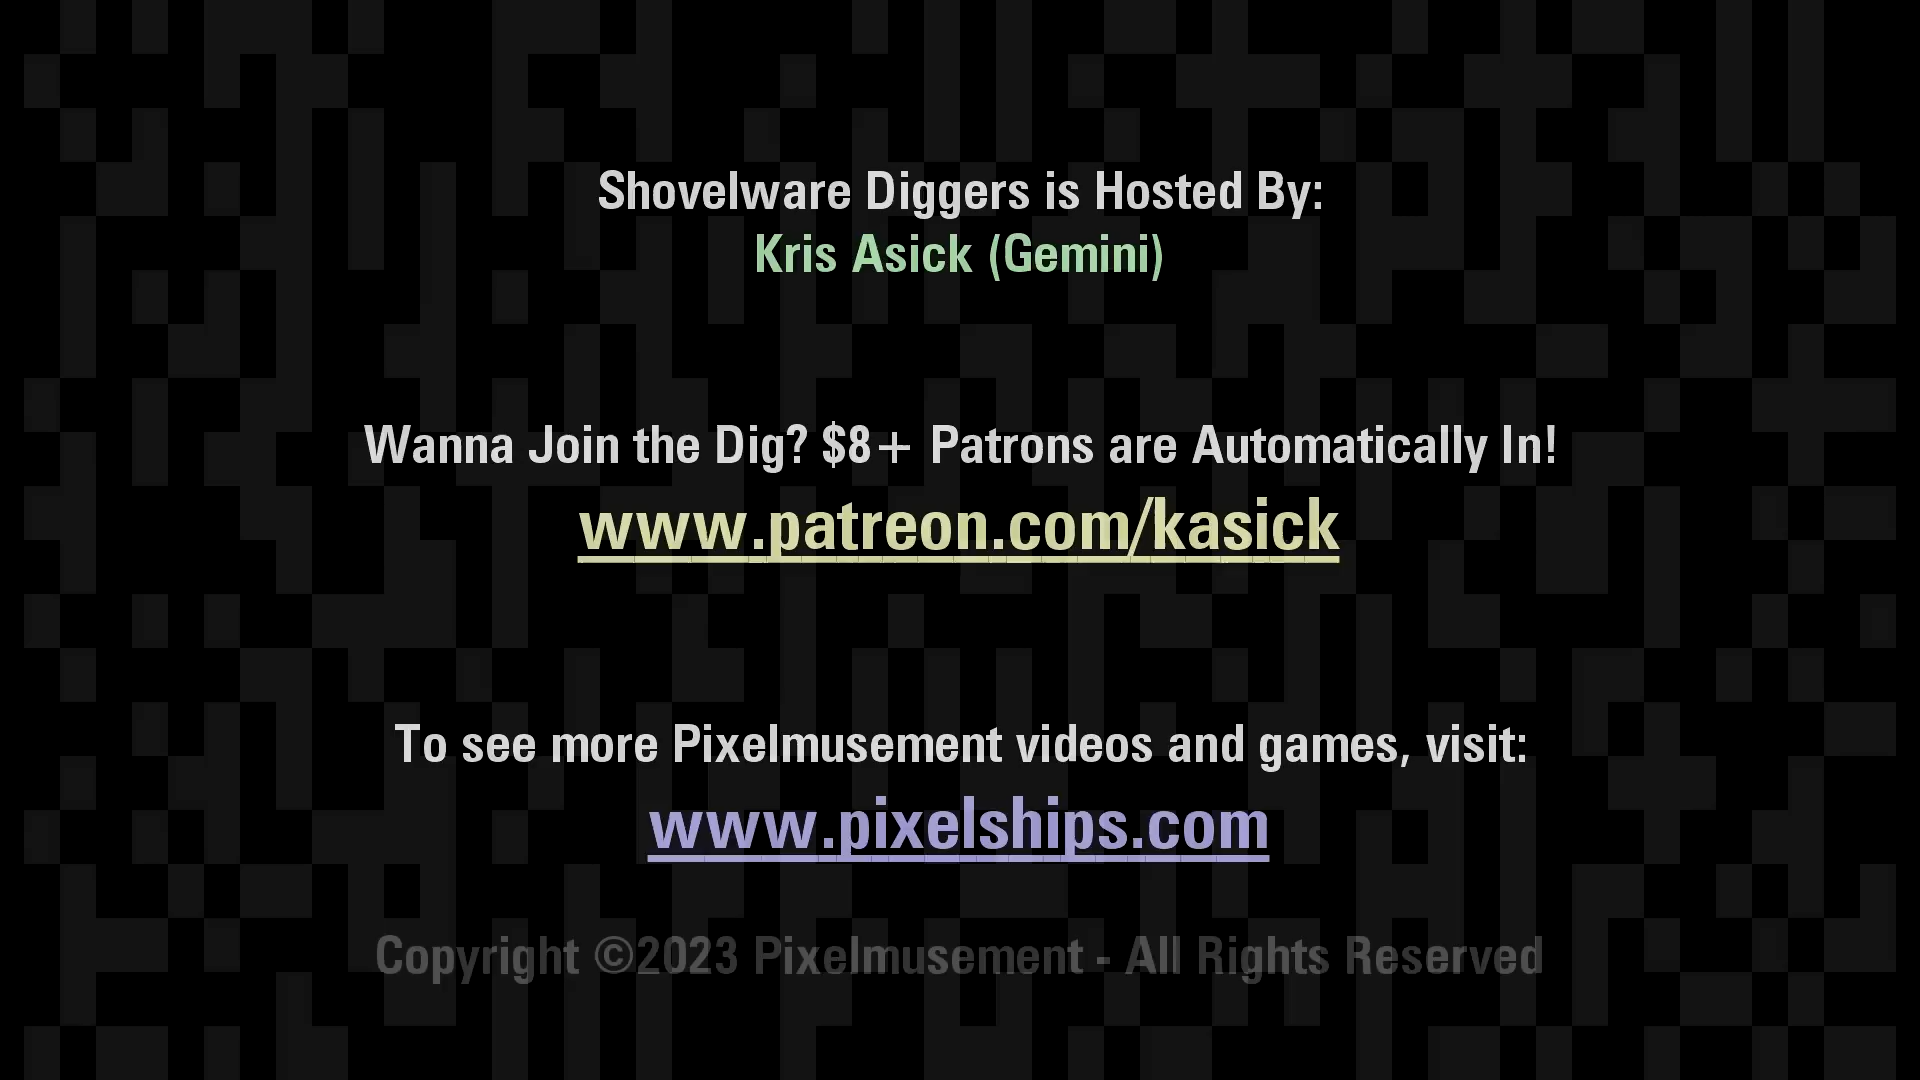 Shovelware Diggers is Hosted By:
Kris Asick (Gemini)
Wanna Join the Dig? $8+ Patrons are Automatically In!
www.patreon.com/kasick
To see more Pixelmusement videos and games, visit:
www.pixelships.com
Copyright ©2023 Pixelmusement - All Rights Reserved